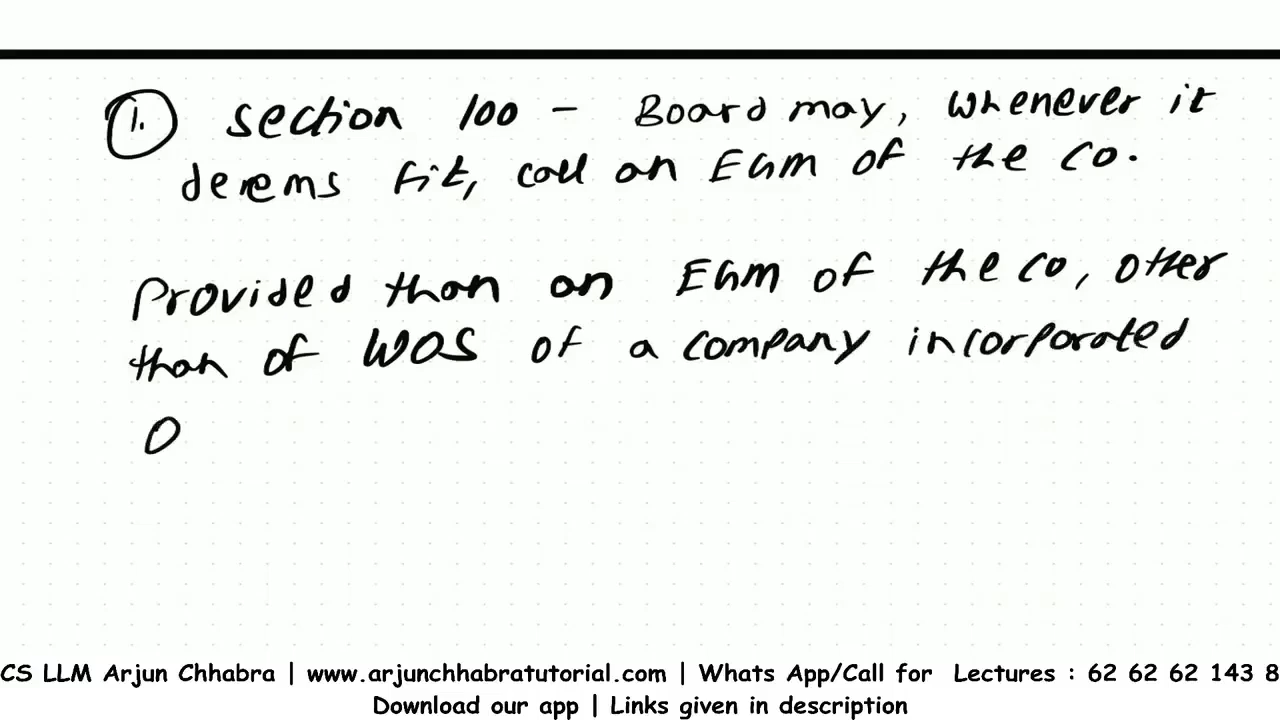 1. Section 100 - Board may, whenever it
deems fit, call an EGM of the co.
Provided than an EGM of the co, other
than of WOS of a company incorporated
O
CS LLM Arjun Chhabra | www.arjunchhabratutorial.com | Whats App/Call for Lectures : 62 62 62 143 8
Download our app | Links given in description